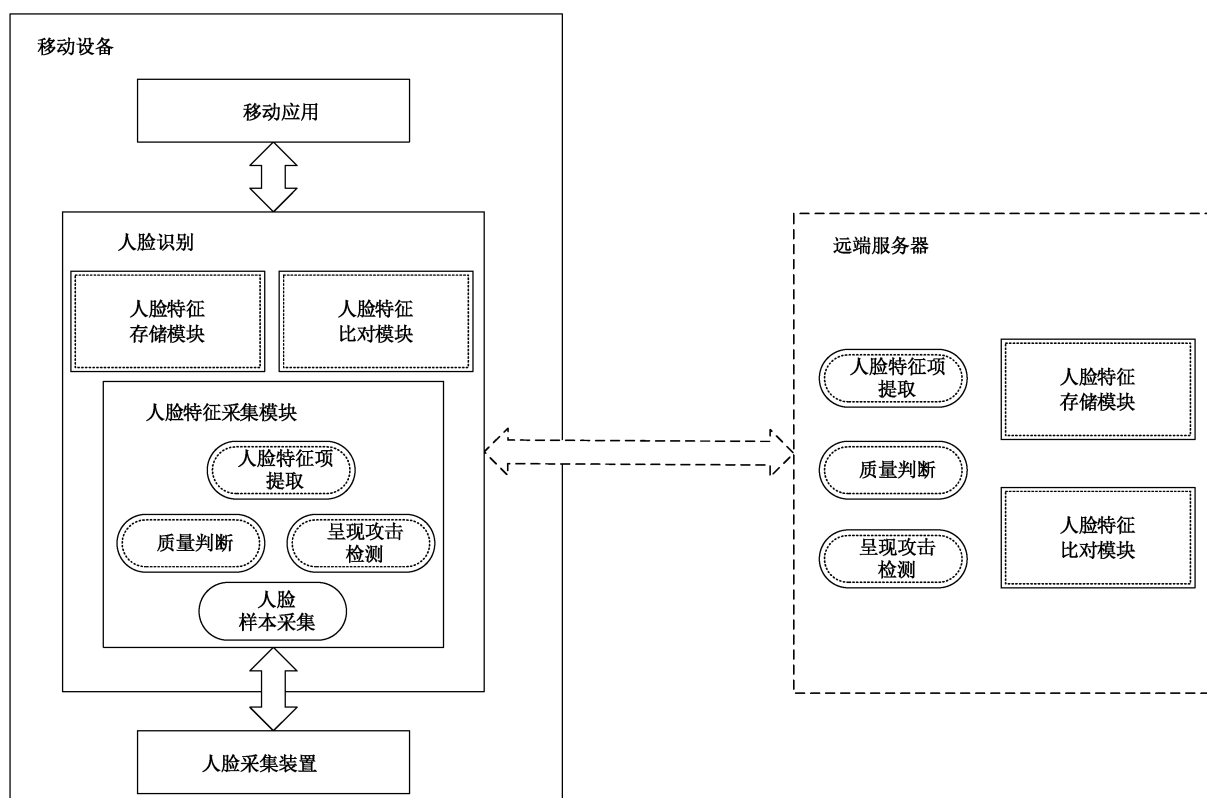 移动设备
移动应用
人脸识别
人脸特征
存储模块
人脸特征
比对模块
人脸特征采集模块
人脸特征项
提取
质量判断
呈现攻击
检测
人脸
样本采集
人脸采集装置
远端服务器
人脸特征项
提取
质量判断
呈现攻击
检测
人脸特征
存储模块
人脸特征
比对模块